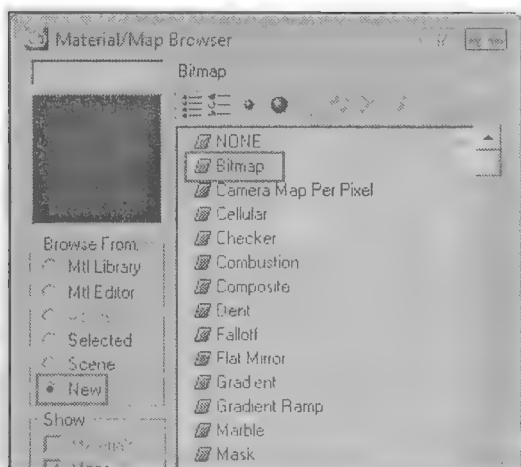 Material/Map Browser
Bitmap
NONE
Bitmap
Camera Map Per Pixel
Cellular
Checker
Combustion
Composite
Dent
Falloff
Flat Mirror
Gradient
Gradient Ramp
Marble
Mask
Browse From:
Mtl Library
Mtl Editor
Selected
Scene
New
Show